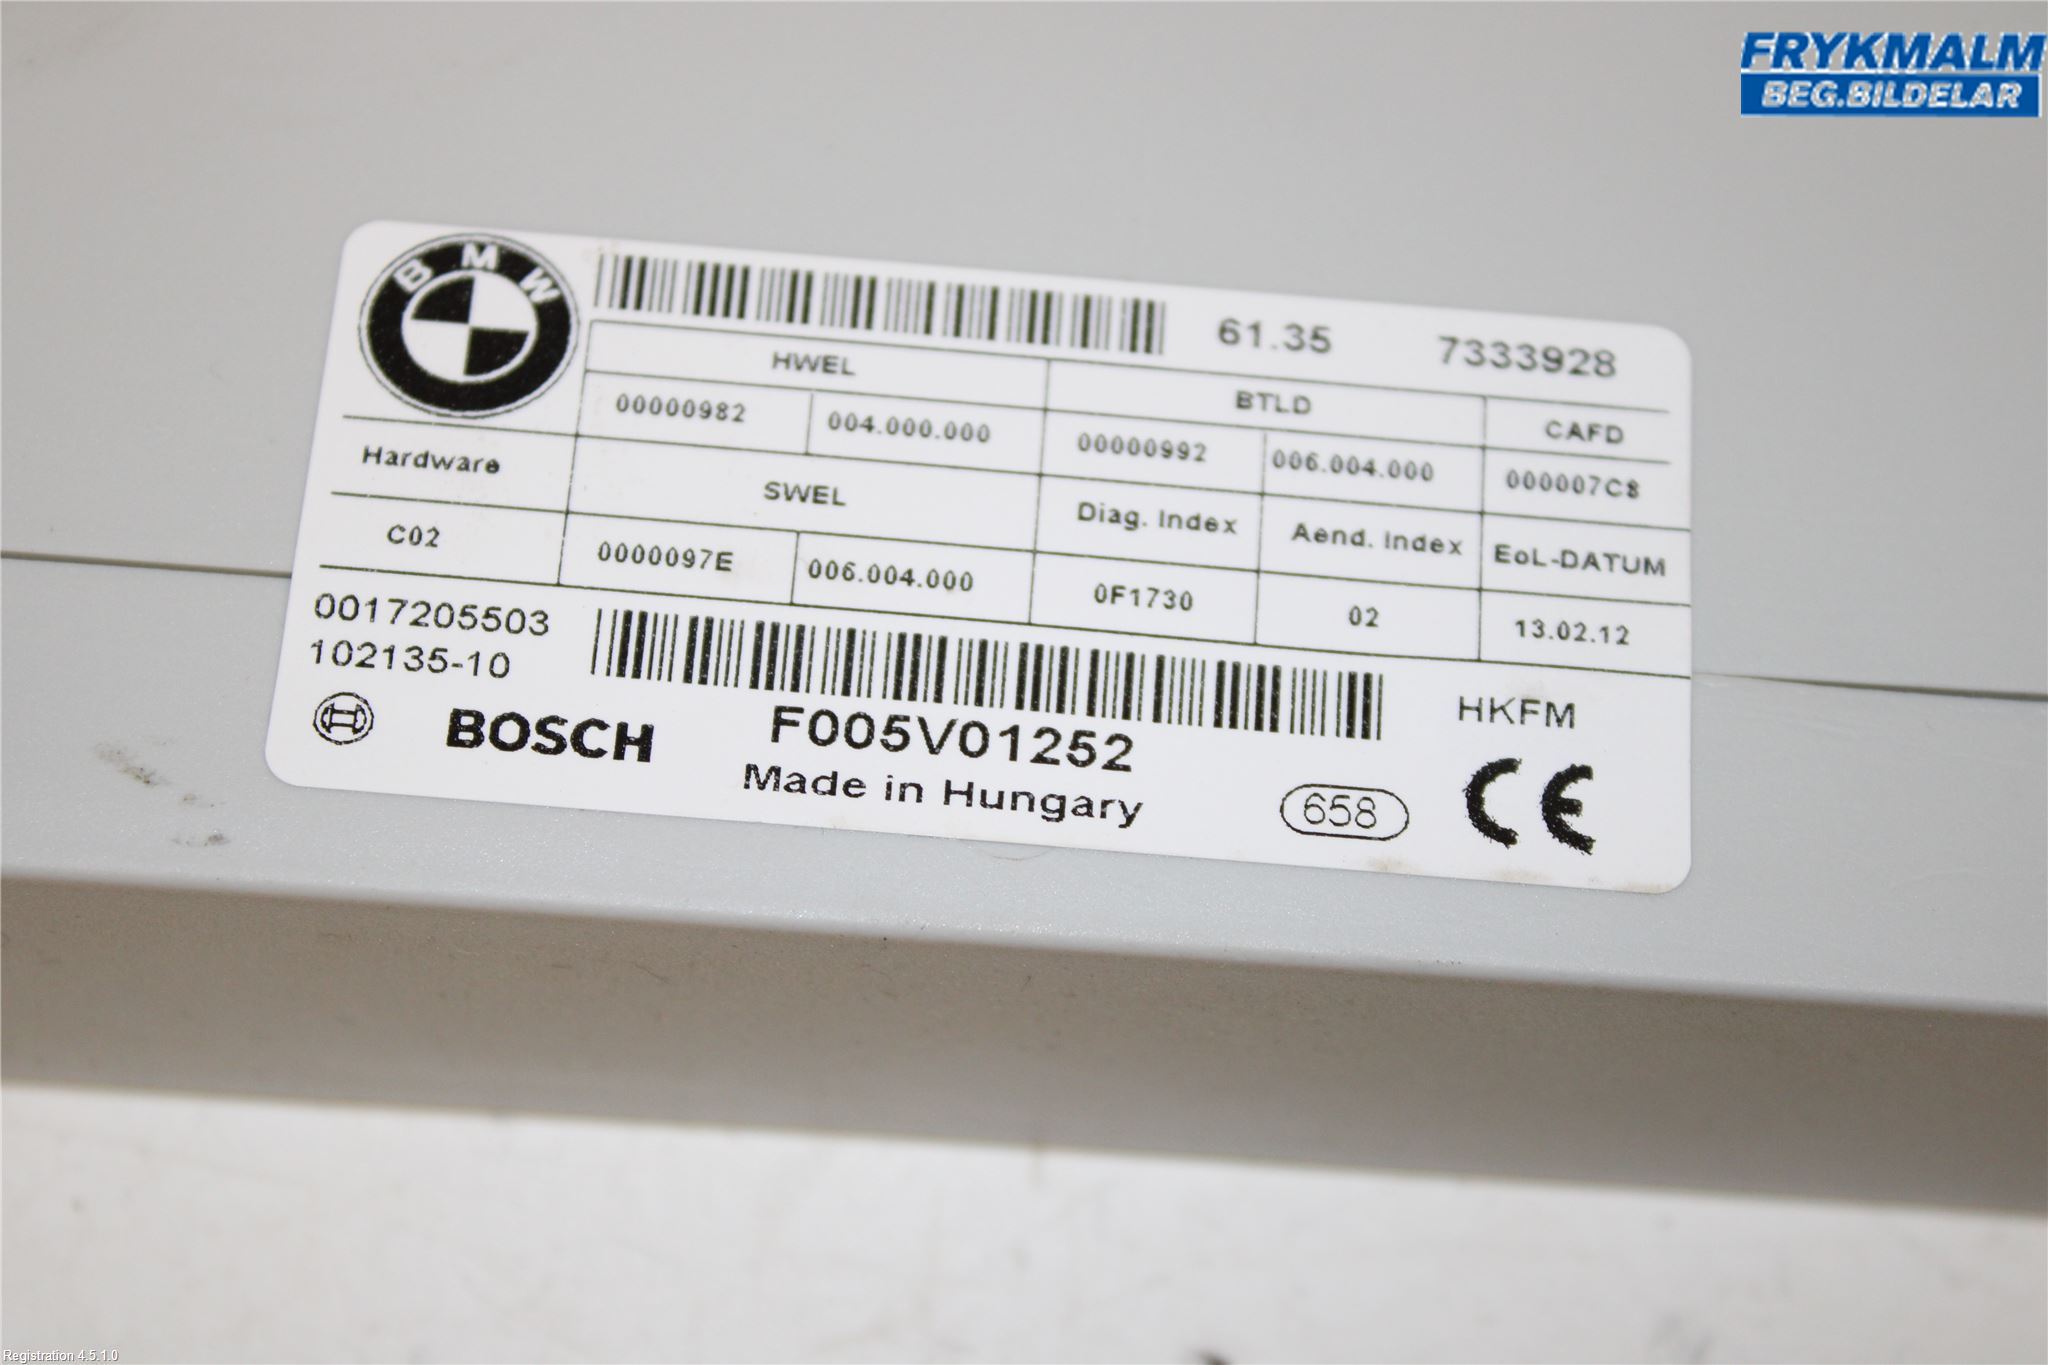 FRYKMALM
BEG.BILDELAR
BMW
61.35 7333928
HWEL BTLD CAFD
00000982 004.000.000 00000992 006.004.000 000007C8
Hardware SWEL Diag. Index Aend. Index EoL-DATUM
C02 0000097E 006.004.000 0F1730 02 13.02.12
0017205503
102135-10
BOSCH F005V01252 HKFM
Made in Hungary 658 CE
Registration 4.5.1.0